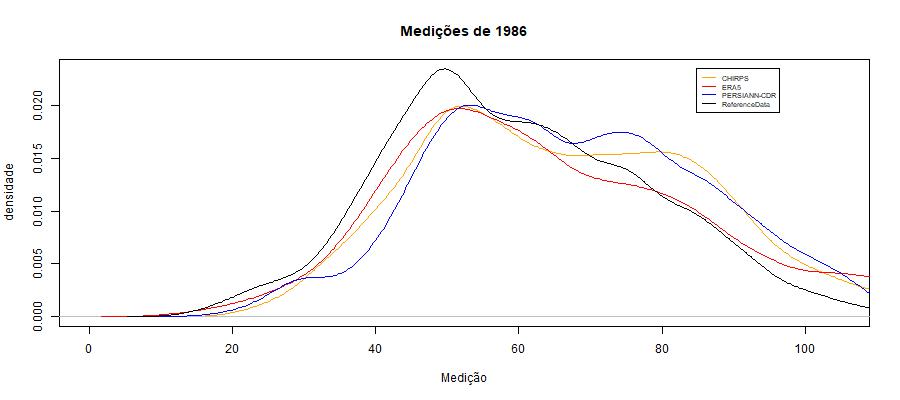 Medições de 1986
CHIRPS
ERA5
PERSIANN-CDR
ReferenceData
densidade
0.020
0.015
0.010
0.005
0.000
0 20 40 60 80 100
Medição